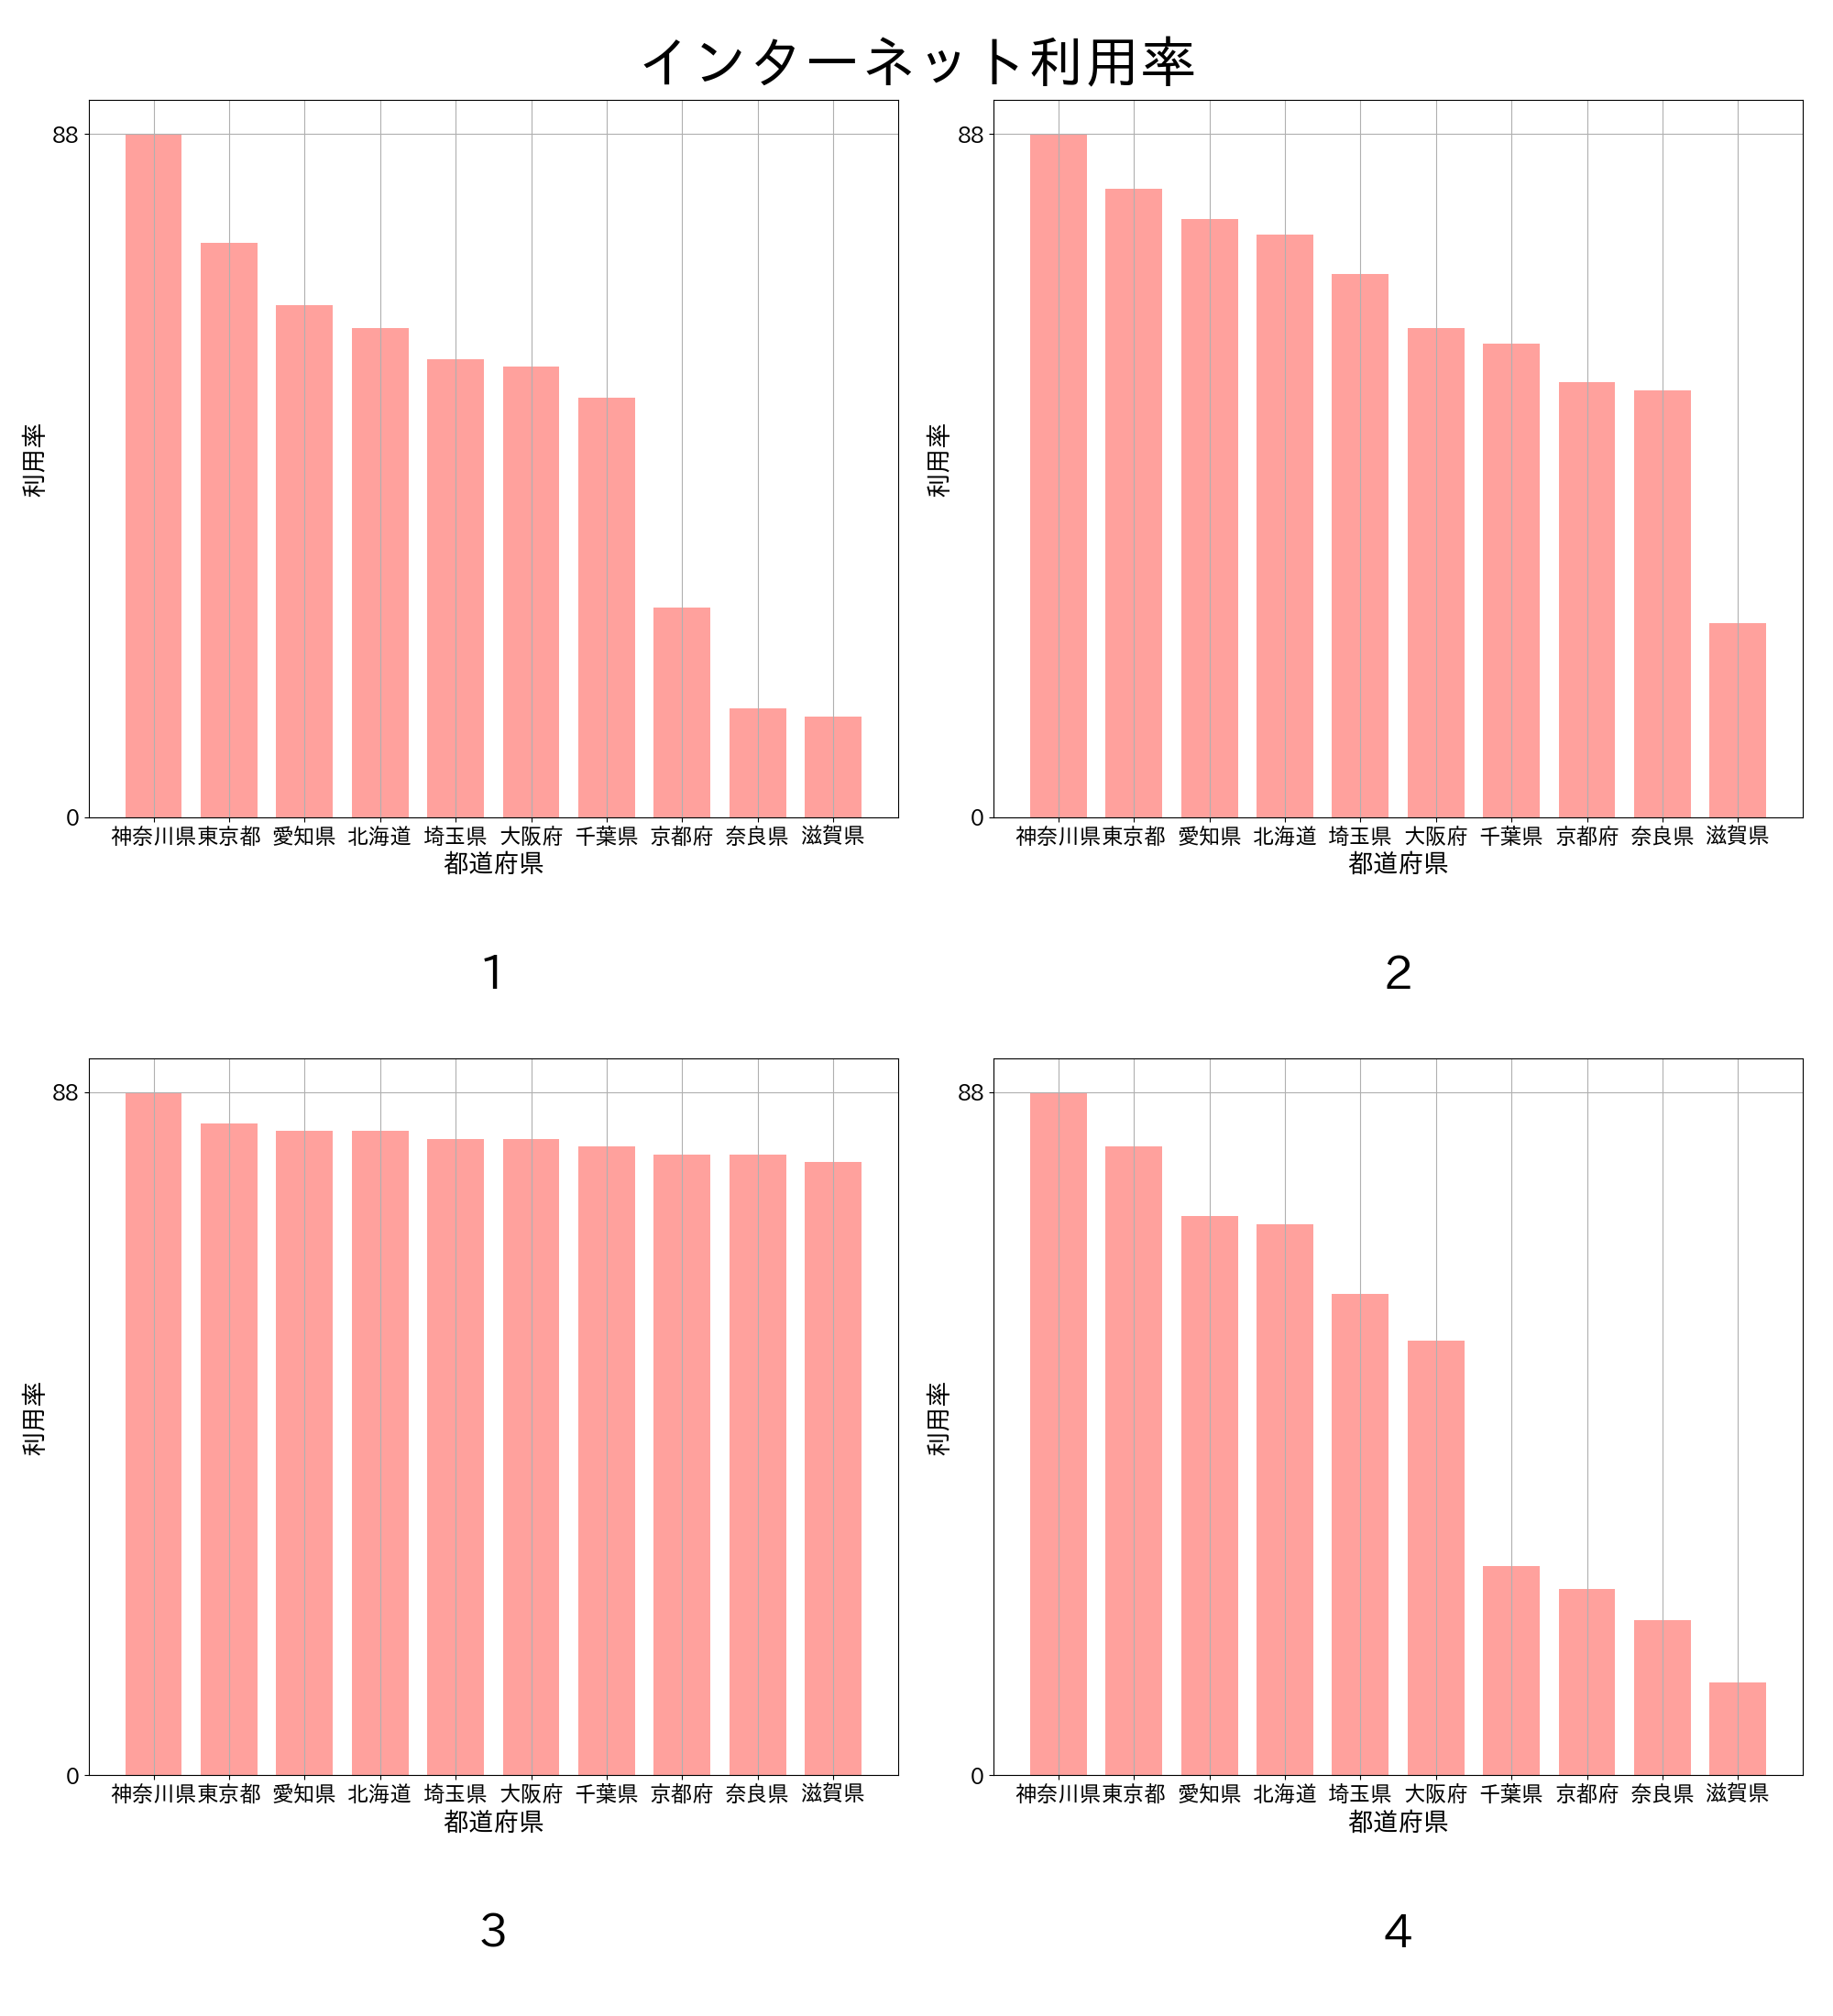 インターネット利用率
88
0
利用率
神奈川県 東京都 愛知県 北海道 埼玉県 大阪府 千葉県 京都府 奈良県 滋賀県
都道府県
1
88
0
利用率
神奈川県 東京都 愛知県 北海道 埼玉県 大阪府 千葉県 京都府 奈良県 滋賀県
都道府県
2
88
0
利用率
神奈川県 東京都 愛知県 北海道 埼玉県 大阪府 千葉県 京都府 奈良県 滋賀県
都道府県
3
88
0
利用率
神奈川県 東京都 愛知県 北海道 埼玉県 大阪府 千葉県 京都府 奈良県 滋賀県
都道府県
4